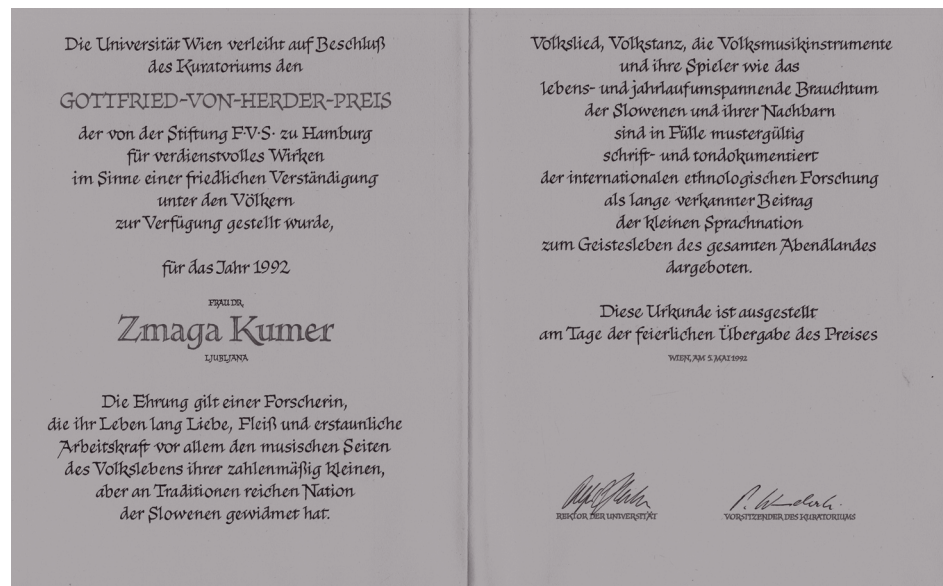 Die Universität Wien verleiht auf Beschluß
des Kuratoriums den
GOTTFRIED-VON-HERDER-PREIS
der von der Stiftung F·V·S· zu Hamburg
für verdienstvolles Wirken
im Sinne einer friedlichen Verständigung
unter den Völkern
zur Verfügung gestellt wurde,
für das Jahr 1992
FRAU DR.
Zmaga Kumer
LJUBLJANA
Die Ehrung gilt einer Forscherin,
die ihr Leben lang Liebe, Fleiß und erstaunliche
Arbeitskraft vor allem den musischen Seiten
des Volkslebens ihrer zahlenmäßig kleinen,
aber an Traditionen reichen Nation
der Slowenen gewidmet hat.
Volkslied, Volkstanz, die Volksmusikinstrumente
und ihre Spieler wie das
lebens- und jahrlaufumspannende Brauchtum
der Slowenen und ihrer Nachbarn
sind in Fülle mustergültig
schrift- und tondokumentiert
der internationalen ethnologischen Forschung
als lange verkannter Beitrag
der kleinen Sprachnation
zum Geistesleben des gesamten Abendlandes
dargeboten.
Diese Urkunde ist ausgestellt
am Tage der feierlichen Übergabe des Preises
WIEN, AM 5. MAI 1992
REKTOR DER UNIVERSITÄT
VORSITZENDER DES KURATORIUMS